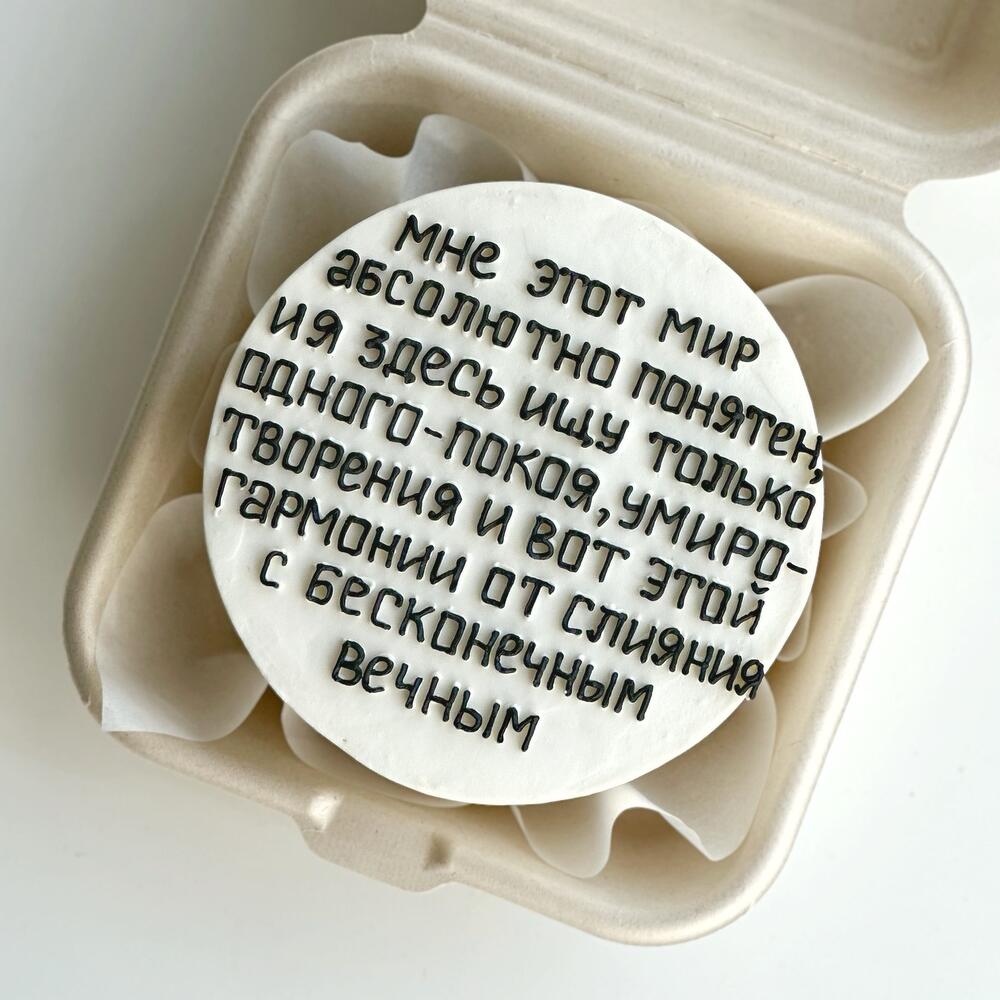 мне этот мир
абсолютно понятен,
и я здесь ищу только
одного-покоя, умиро-
творения и вот этой
гармонии от слияния
с бесконечным
вечным